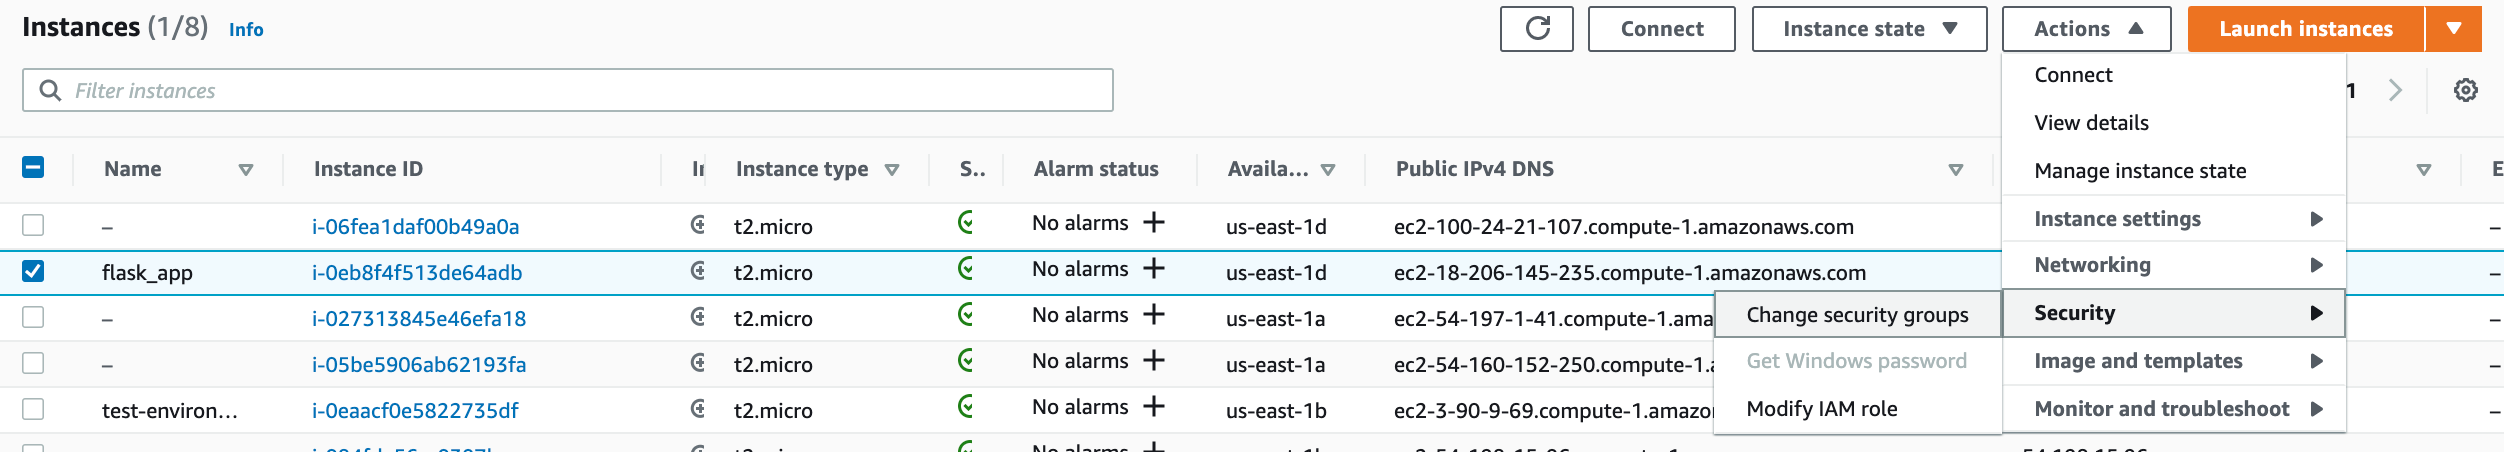 Instances (1/8) Info
Connect
Instance state
Actions
Launch instances
Filter instances
1
Connect
View details
Manage instance state
Instance settings
Networking
Security
Image and templates
Monitor and troubleshoot
Change security groups
Get Windows password
Modify IAM role
Name Instance ID Instance type S.. Alarm status Availa... Public IPv4 DNS E
– i-06fea1daf00b49a0a t2.micro No alarms + us-east-1d ec2-100-24-21-107.compute-1.amazonaws.com –
flask_app i-0eb8f4f513de64adb t2.micro No alarms + us-east-1d ec2-18-206-145-235.compute-1.amazonaws.com –
– i-027313845e46efa18 t2.micro No alarms + us-east-1a ec2-54-197-1-41.compute-1.ama –
– i-05be5906ab62193fa t2.micro No alarms + us-east-1a ec2-54-160-152-250.compute-1. –
test-environ... i-0eaacf0e5822735df t2.micro No alarms + us-east-1b ec2-3-90-9-69.compute-1.amazo –